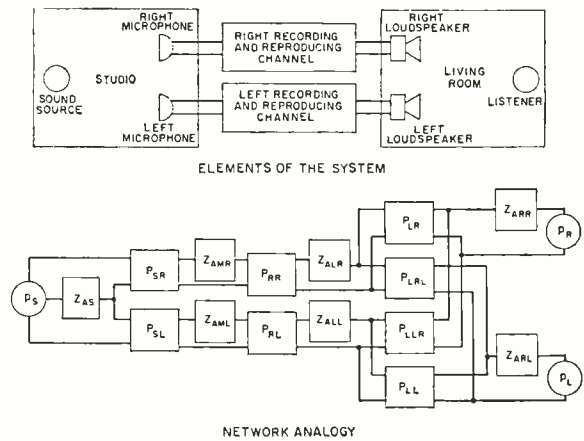 RIGHT
MICROPHONE
RIGHT RECORDING
AND REPRODUCING
CHANNEL
RIGHT
LOUDSPEAKER
STUDIO
SOUND
SOURCE
LIVING
ROOM
LISTENER
LEFT RECORDING
AND REPRODUCING
CHANNEL
LEFT
MICROPHONE
LEFT
LOUDSPEAKER
ELEMENTS OF THE SYSTEM
PS
ZAS
PSR
ZAMR
PRR
ZALR
PLR
ZARR
PR
PLRL
PSL
ZAML
PRL
ZALL
PLLR
PLL
ZARL
PL
NETWORK ANALOGY